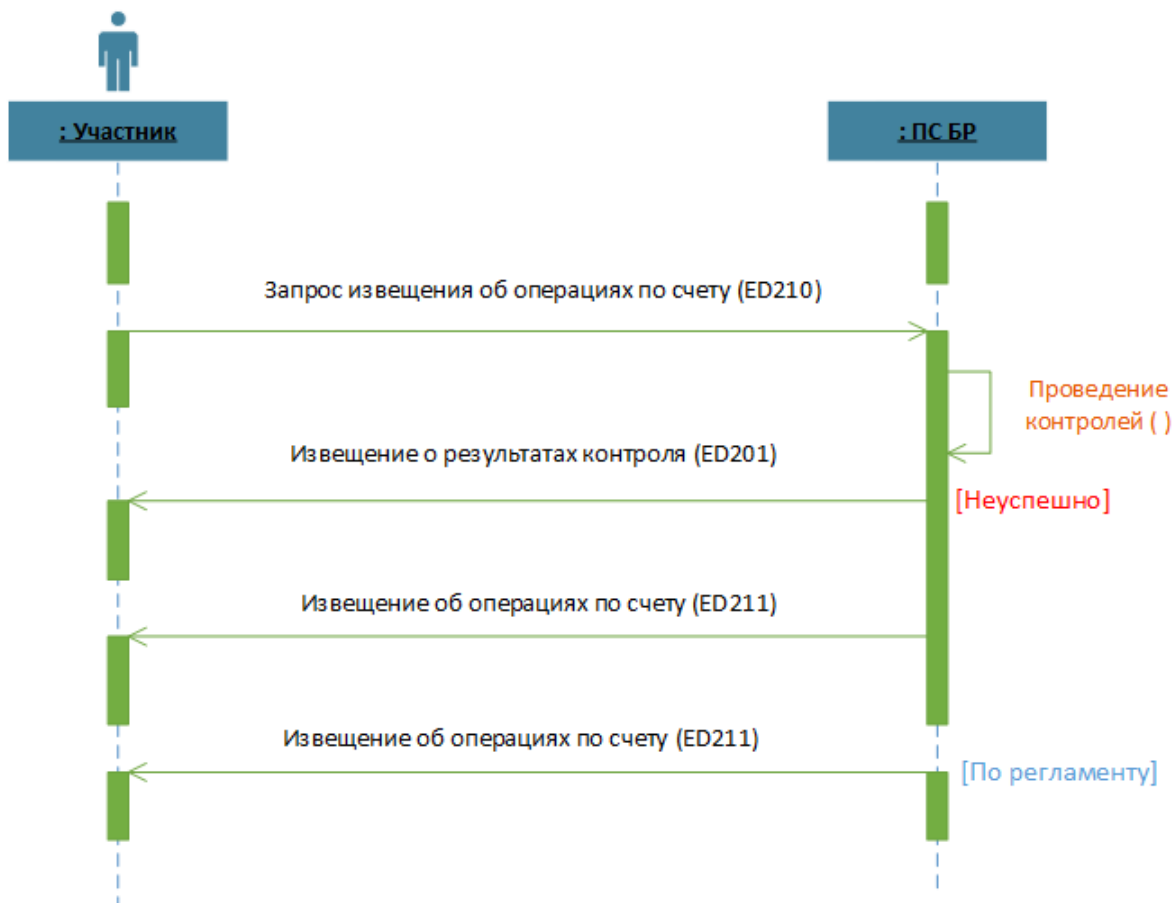 : Участник
: ПС БР
Запрос извещения об операциях по счету (ED210)
Проведение
контролей ( )
Извещение о результатах контроля (ED201)
[Неуспешно]
Извещение об операциях по счету (ED211)
Извещение об операциях по счету (ED211)
[По регламенту]